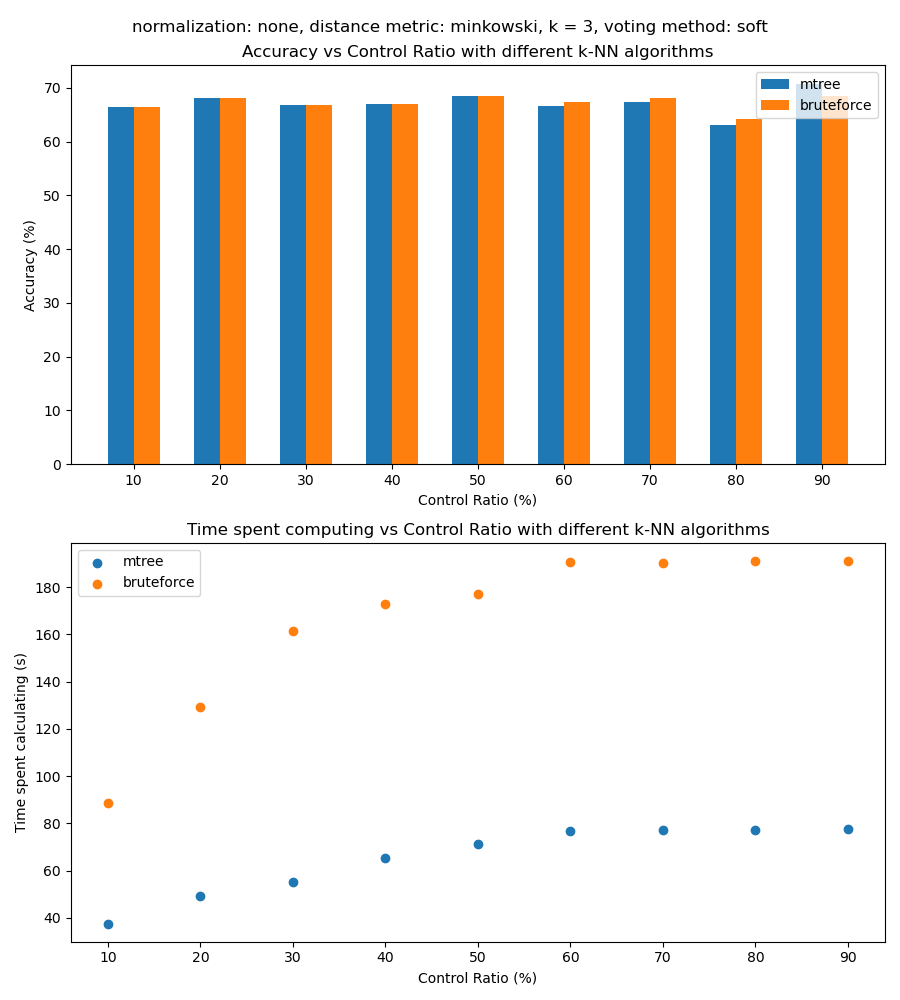 normalization: none, distance metric: minkowski, k = 3, voting method: soft
Accuracy vs Control Ratio with different k-NN algorithms
mtree
bruteforce
70
60
50
40
30
20
10
0
Accuracy (%)
10 20 30 40 50 60 70 80 90
Control Ratio (%)
Time spent computing vs Control Ratio with different k-NN algorithms
mtree
bruteforce
180
160
140
120
100
80
60
40
Time spent calculating (s)
10 20 30 40 50 60 70 80 90
Control Ratio (%)